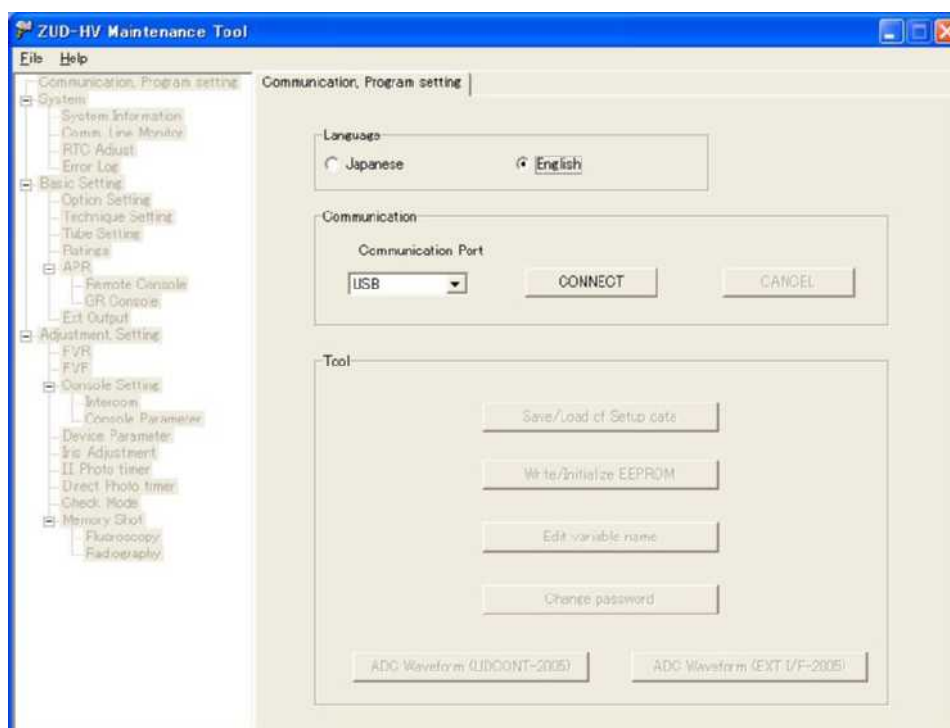 ZUD-HV Maintenance Tool
File Help
Communication, Program setting
System
System Information
Comm. Line Monitor
RTC Adjust
Error Log
Basic Setting
Option Setting
Technique Setting
Tube Setting
Ratings
APR
Remote Console
GR Console
Ext Output
Adjustment, Setting
FVR
FVF
Console Setting
Intercom
Console Parameter
Device Parameter
Iris Adjustment
II Photo timer
Direct Photo timer
Check Mode
Memory Shot
Fluoroscopy
Radiography
Communication, Program setting
Language
Japanese English
Communication
Communication Port
USB CONNECT CANCEL
Tool
Save/Load of Setup data
Write/Initialize EEPROM
Edit variable name
Change password
ADC Waveform (UDCONT-2005) ADC Waveform (EXT I/F-2005)